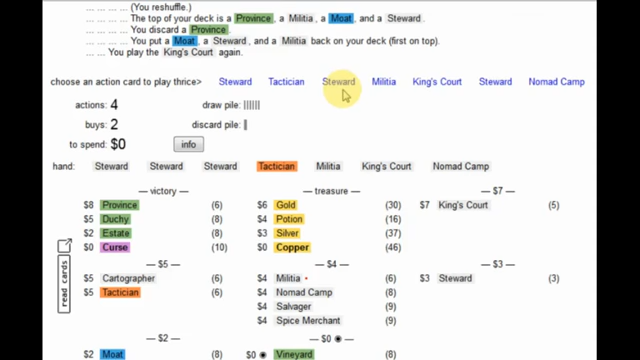 ... ... ... (You reshuffle.)
... ... ... The top of your deck is a Province, a Militia, a Moat, and a Steward.
... ... ... You discard a Province.
... ... ... You put a Moat, a Steward, and a Militia back on your deck (first on top).
... ... You play the King's Court again.
choose an action card to play thrice> Steward Tactician Steward Militia King's Court Steward Nomad Camp
actions: 4 draw pile: ||||||
buys: 2 discard pile: ||
to spend: $0 info
hand: Steward Steward Steward Tactician Militia King's Court Nomad Camp
— victory — — treasure — — $7 —
$8 Province (6) $6 Gold (30) $7 King's Court (5)
$5 Duchy (8) $4 Potion (16)
$2 Estate (8) $3 Silver (37)
$0 Curse (10) $0 Copper (46)
read cards
— $5 — — $4 — — $3 —
$5 Cartographer (8) $4 Militia (6) $3 Steward (3)
$5 Tactician (6) $4 Nomad Camp (8)
$4 Salvager (9)
$4 Spice Merchant (9)
— $2 — — $0 ◉ —
$2 Moat (8) $0 ◉ Vineyard (8)